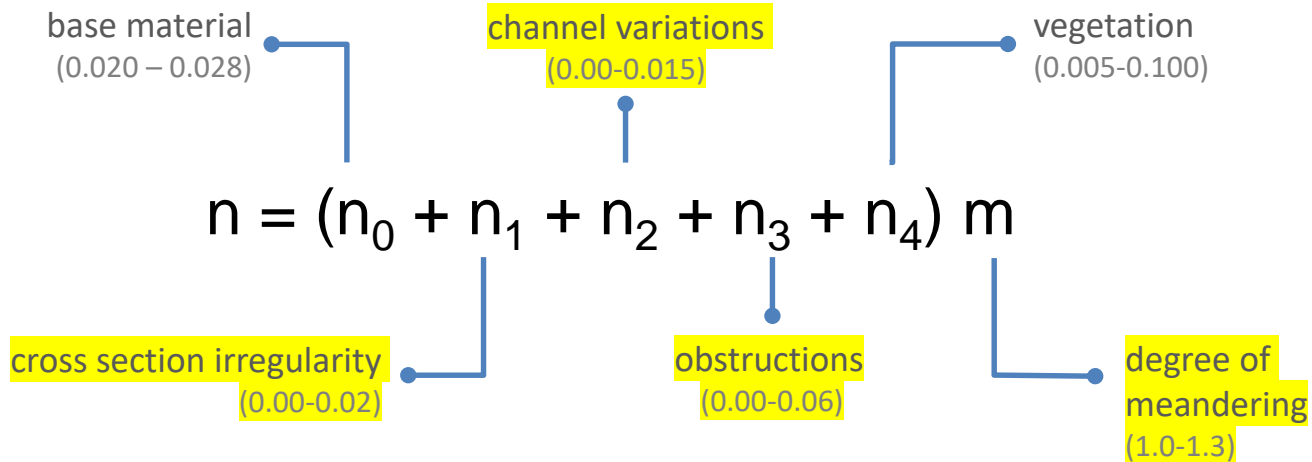 base material
(0.020 – 0.028)
channel variations
(0.00-0.015)
vegetation
(0.005-0.100)
n = (n₀ + n₁ + n₂ + n₃ + n₄) m
cross section irregularity
(0.00-0.02)
obstructions
(0.00-0.06)
degree of
meandering
(1.0-1.3)